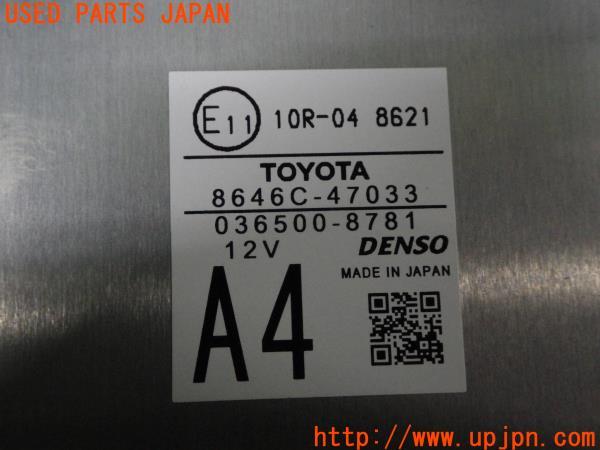 USED PARTS JAPAN
E11 10R-04 8621
TOYOTA
8646C-47033
036500-8781
12V DENSO
MADE IN JAPAN
A4
http://www.upjpn.com/